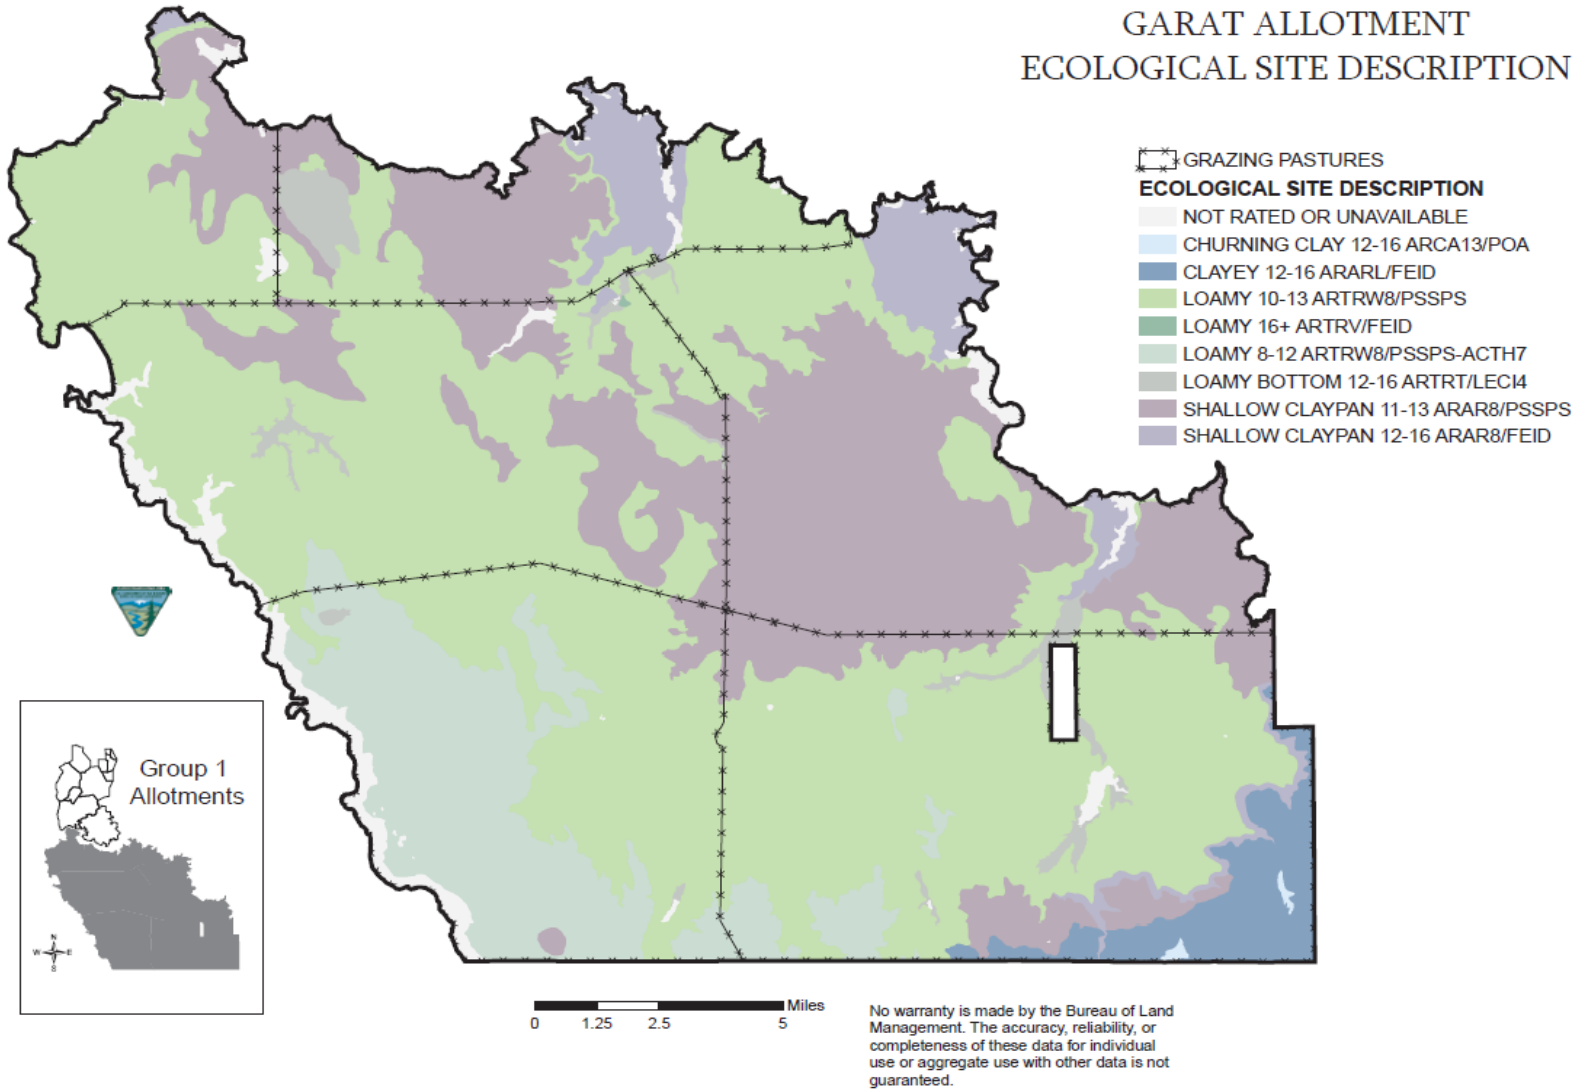 GARAT ALLOTMENT
ECOLOGICAL SITE DESCRIPTION
GRAZING PASTURES
ECOLOGICAL SITE DESCRIPTION
NOT RATED OR UNAVAILABLE
CHURNING CLAY 12-16 ARCA13/POA
CLAYEY 12-16 ARARL/FEID
LOAMY 10-13 ARTRW8/PSSPS
LOAMY 16+ ARTRV/FEID
LOAMY 8-12 ARTRW8/PSSPS-ACTH7
LOAMY BOTTOM 12-16 ARTRT/LECI4
SHALLOW CLAYPAN 11-13 ARAR8/PSSPS
SHALLOW CLAYPAN 12-16 ARAR8/FEID
Group 1
Allotments
N
W E
S
Miles
0 1.25 2.5 5
No warranty is made by the Bureau of Land
Management. The accuracy, reliability, or
completeness of these data for individual
use or aggregate use with other data is not
guaranteed.